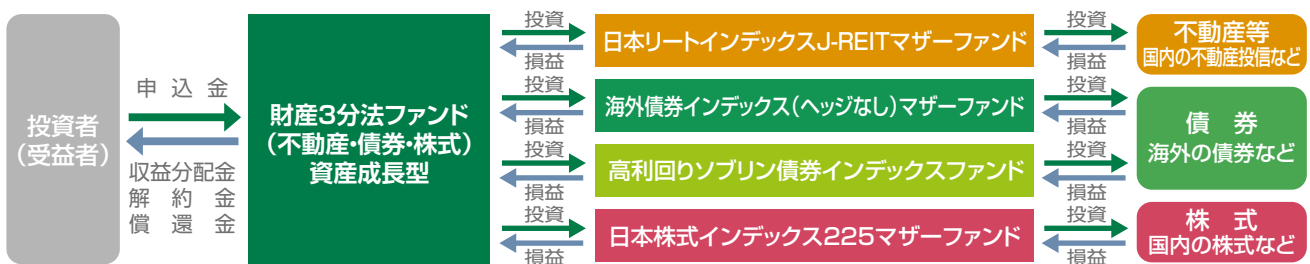 投資者
(受益者)
申込金
収益分配金
解約金
償還金
財産3分法ファンド
(不動産・債券・株式)
資産成長型
投資
損益
投資
損益
投資
損益
投資
損益
日本リートインデックスJ-REITマザーファンド
海外債券インデックス(ヘッジなし)マザーファンド
高利回りソブリン債券インデックスファンド
日本株式インデックス225マザーファンド
投資
損益
投資
損益
投資
損益
投資
損益
不動産等
国内の不動産投信など
債券
海外の債券など
株式
国内の株式など